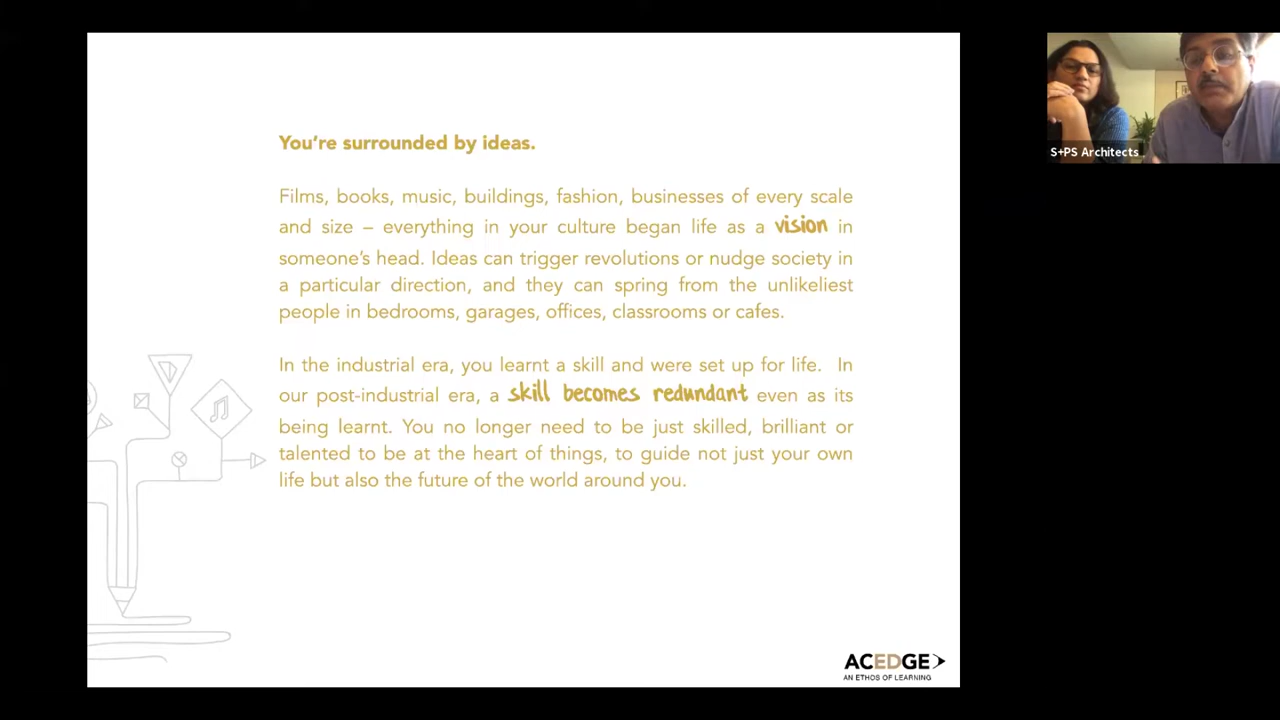 You're surrounded by ideas.
Films, books, music, buildings, fashion, businesses of every scale
and size – everything in your culture began life as a vision in
someone's head. Ideas can trigger revolutions or nudge society in
a particular direction, and they can spring from the unlikeliest
people in bedrooms, garages, offices, classrooms or cafes.
In the industrial era, you learnt a skill and were set up for life. In
our post-industrial era, a skill becomes redundant even as its
being learnt. You no longer need to be just skilled, brilliant or
talented to be at the heart of things, to guide not just your own
life but also the future of the world around you.
ACEDGE
AN ETHOS OF LEARNING
S+PS Architects